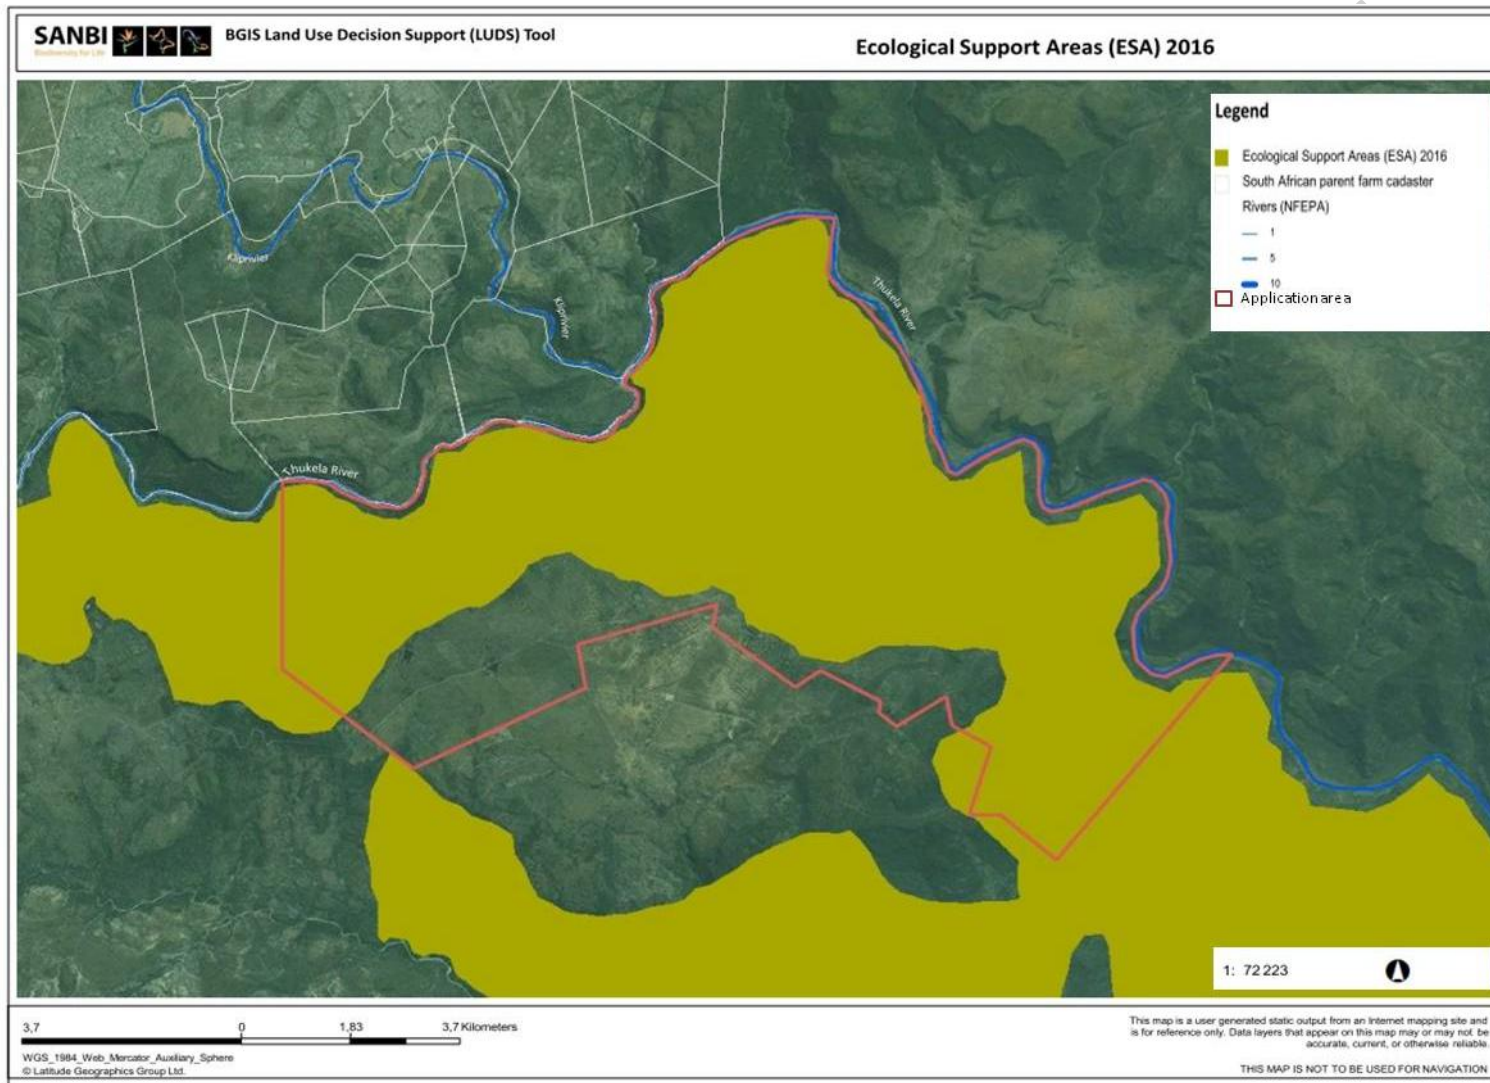 SANBI
Biodiversity for Life
BGIS Land Use Decision Support (LUDS) Tool
Ecological Support Areas (ESA) 2016
Legend
Ecological Support Areas (ESA) 2016
South African parent farm cadaster
Rivers (NFEPA)
1
5
10
Application area
Kliprivier
Kliprivier
Thukela River
Thukela River
1: 72 223
3,7
0
1,83
3,7 Kilometers
WGS_1984_Web_Mercator_Auxiliary_Sphere
© Latitude Geographics Group Ltd.
This map is a user generated static output from an Internet mapping site and
is for reference only. Data layers that appear on this map may or may not be
accurate, current, or otherwise reliable.
THIS MAP IS NOT TO BE USED FOR NAVIGATION